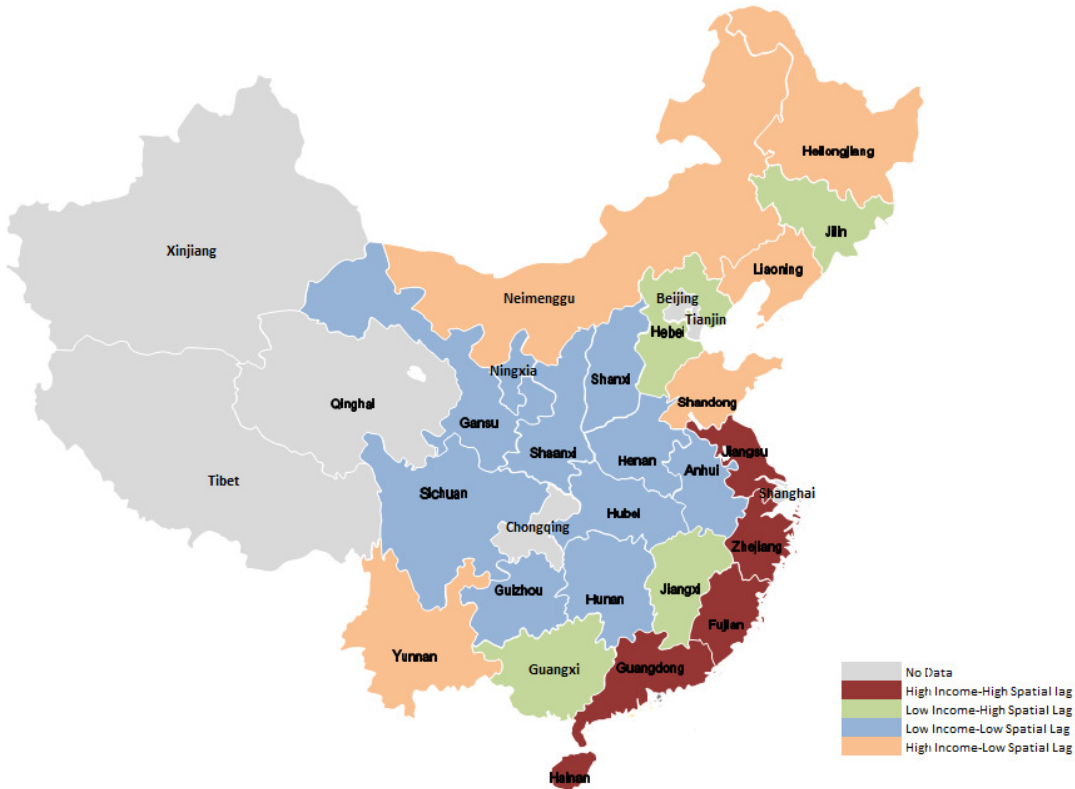 Heilongjiang
Jilin
Xinjiang
Liaoning
Neimenggu
Beijing
Tianjin
Hebei
Ningxia
Shanxi
Qinghai
Shandong
Gansu
Jiangsu
Shaanxi
Henan
Anhui
Tibet
Sichuan
Shanghai
Hubei
Chongqing
Zhejiang
Guizhou
Jiangxi
Hunan
Fujian
Yunnan
Guangxi
Guangdong
Hainan
No Data
High Income-High Spatial lag
Low Income-High Spatial Lag
Low Income-Low Spatial Lag
High Income-Low Spatial Lag